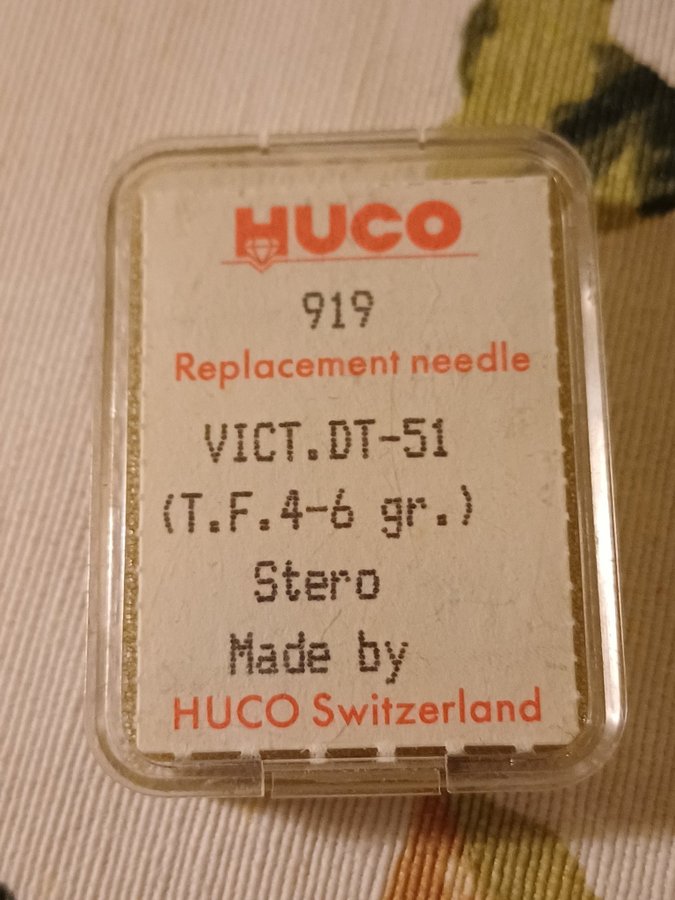 HUCO
919
Replacement needle
VICT.DT-51
(T.F.4-6 gr.)
Stero
Made by
HUCO Switzerland